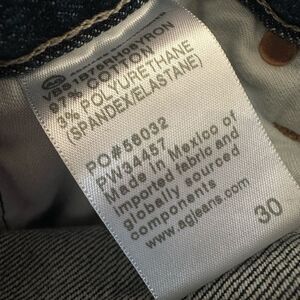 97% COTTON
3% POLYURETHANE
(SPANDEX/ELASTANE)
PO#56032
PW34457
Made in Mexico of
imported fabric and
globally sourced
components
www.agjeans.com
30